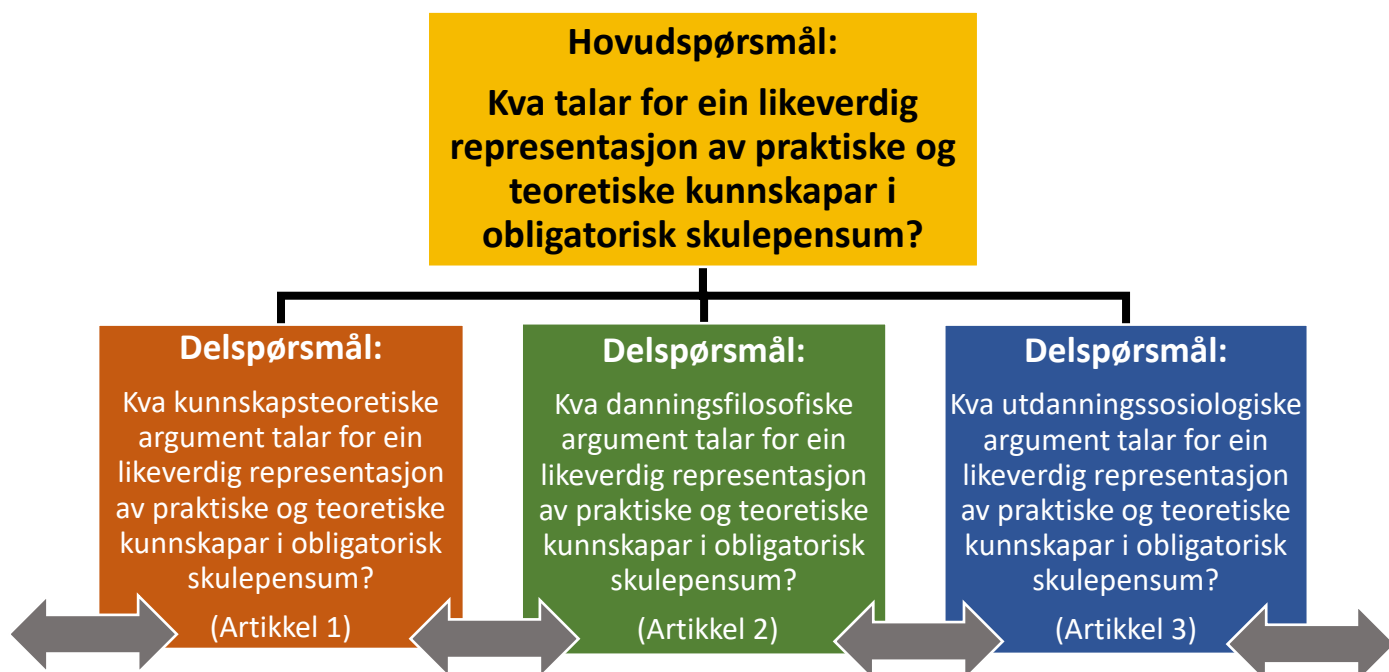 Hovudspørsmål:
Kva talar for ein likeverdig
representasjon av praktiske og
teoretiske kunnskapar i
obligatorisk skulepensum?
Delspørsmål:
Kva kunnskapsteoretiske
argument talar for ein
likeverdig representasjon
av praktiske og teoretiske
kunnskapar i obligatorisk
skulepensum?
(Artikkel 1)
Delspørsmål:
Kva danningsfilosofiske
argument talar for ein
likeverdig representasjon
av praktiske og teoretiske
kunnskapar i obligatorisk
skulepensum?
(Artikkel 2)
Delspørsmål:
Kva utdanningssosiologiske
argument talar for ein
likeverdig representasjon
av praktiske og teoretiske
kunnskapar i obligatorisk
skulepensum?
(Artikkel 3)